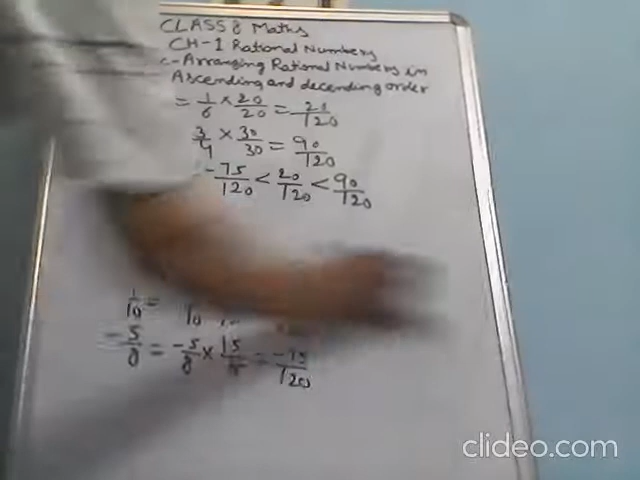 CLASS 8 Maths
CH-1 Rational Numbers
-Arranging Rational Numbers in
Ascending and decending order
= 1/6 × 20/20 = 21/120
3/4 × 30/30 = 90/120
-75/120 < 20/120 < 90/120
1/10 =
-5/8 = -5/8 × 15/ = -75/120
clideo.com